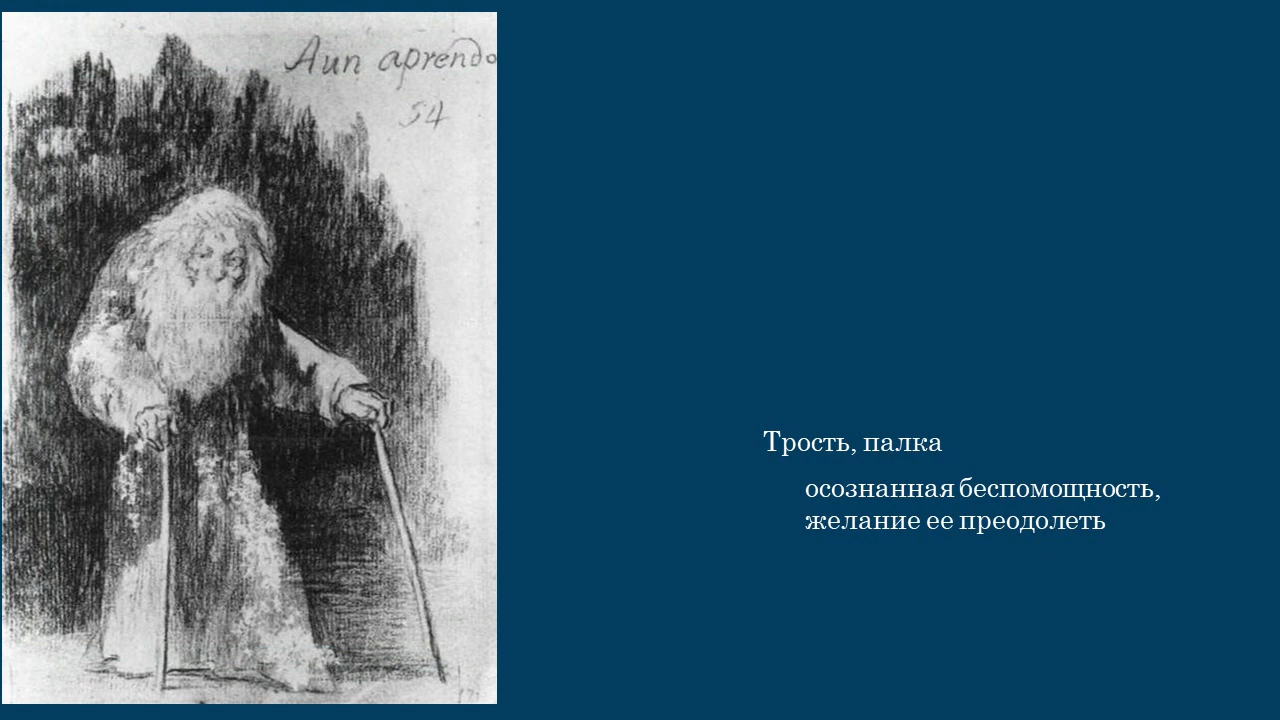 Aun aprendo
54
Трость, палка
осознанная беспомощность,
желание ее преодолеть